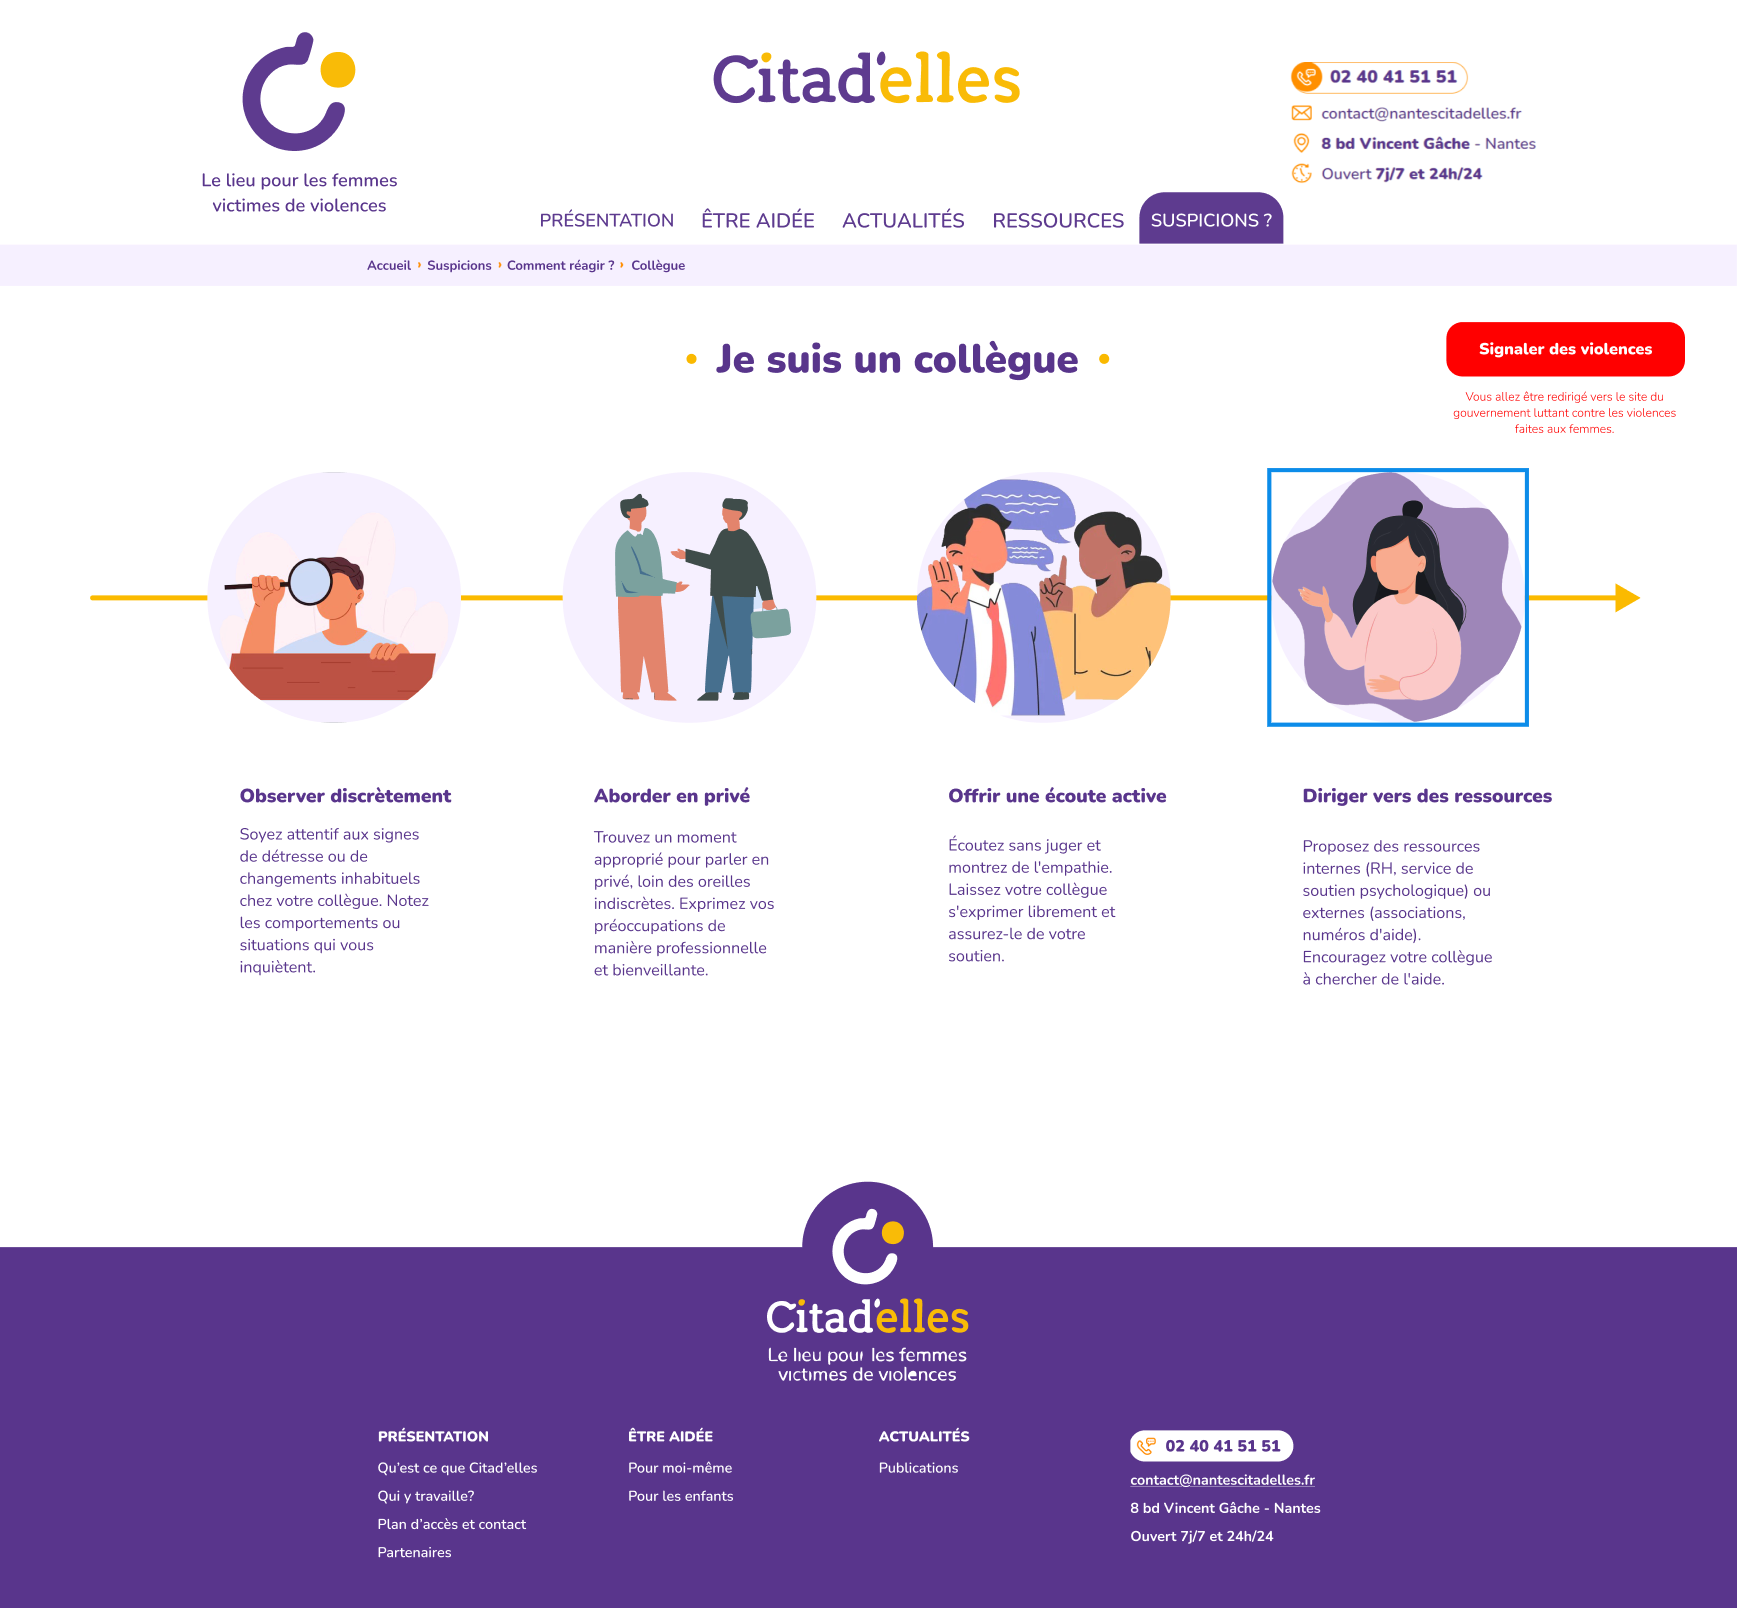 Citad'elles
Le lieu pour les femmes
victimes de violences
02 40 41 51 51
contact@nantescitadelles.fr
8 bd Vincent Gâche - Nantes
Ouvert 7j/7 et 24h/24
PRÉSENTATION
ÊTRE AIDÉE
ACTUALITÉS
RESSOURCES
SUSPICIONS ?
Accueil
Suspicions
Comment réagir ?
Collègue
Je suis un collègue
Signaler des violences
Vous allez être redirigé vers le site du
gouvernement luttant contre les violences
faites aux femmes.
Observer discrètement
Soyez attentif aux signes
de détresse ou de
changements inhabituels
chez votre collègue. Notez
les comportements ou
situations qui vous
inquiètent.
Aborder en privé
Trouvez un moment
approprié pour parler en
privé, loin des oreilles
indiscrètes. Exprimez vos
préoccupations de
manière professionnelle
et bienveillante.
Offrir une écoute active
Écoutez sans juger et
montrez de l'empathie.
Laissez votre collègue
s'exprimer librement et
assurez-le de votre
soutien.
Diriger vers des ressources
Proposez des ressources
internes (RH, service de
soutien psychologique) ou
externes (associations,
numéros d'aide).
Encouragez votre collègue
à chercher de l'aide.
Citad'elles
Le lieu pour les femmes
victimes de violences
PRÉSENTATION
Qu'est ce que Citad'elles
Qui y travaille?
Plan d'accès et contact
Partenaires
ÊTRE AIDÉE
Pour moi-même
Pour les enfants
ACTUALITÉS
Publications
02 40 41 51 51
contact@nantescitadelles.fr
8 bd Vincent Gâche - Nantes
Ouvert 7j/7 et 24h/24